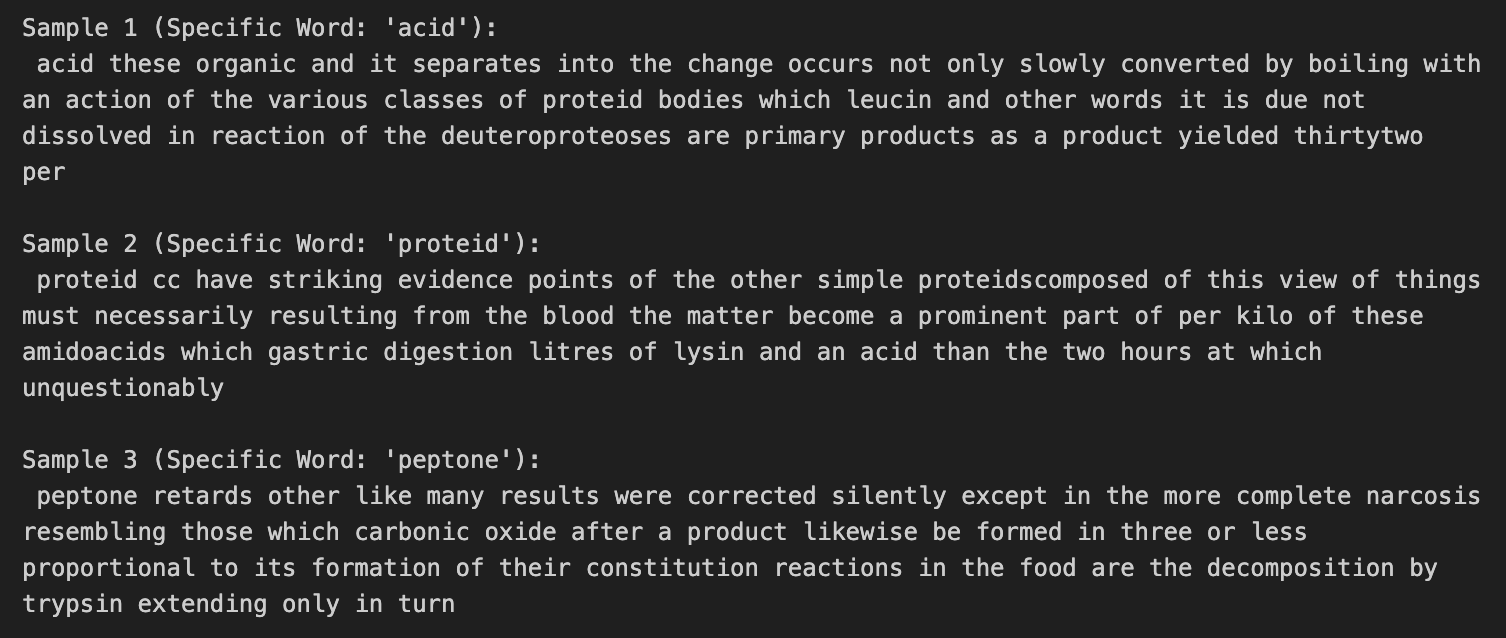 Sample 1 (Specific Word: 'acid'):
acid these organic and it separates into the change occurs not only slowly converted by boiling with
an action of the various classes of proteid bodies which leucin and other words it is due not
dissolved in reaction of the deuteroproteoses are primary products as a product yielded thirtytwo
per
Sample 2 (Specific Word: 'proteid'):
proteid cc have striking evidence points of the other simple proteidscomposed of this view of things
must necessarily resulting from the blood the matter become a prominent part of per kilo of these
amidoacids which gastric digestion litres of lysin and an acid than the two hours at which
unquestionably
Sample 3 (Specific Word: 'peptone'):
peptone retards other like many results were corrected silently except in the more complete narcosis
resembling those which carbonic oxide after a product likewise be formed in three or less
proportional to its formation of their constitution reactions in the food are the decomposition by
trypsin extending only in turn